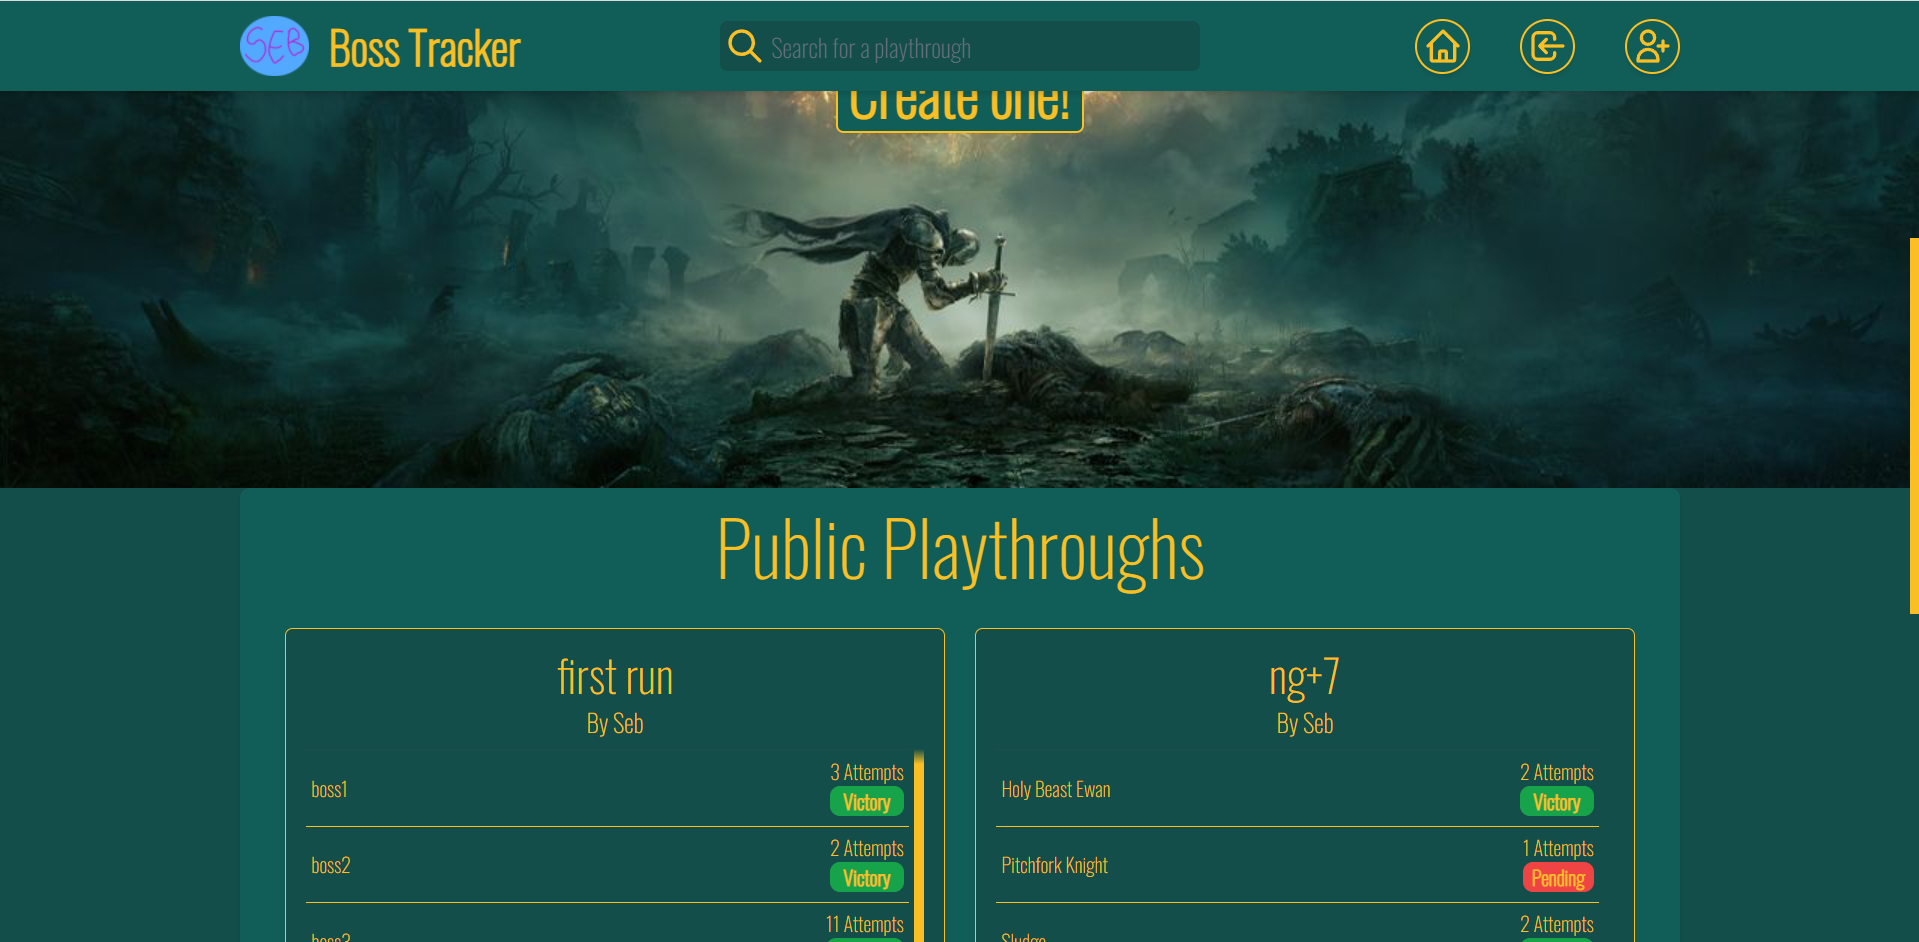 SEB
Boss Tracker
Search for a playthrough
Create one!
Public Playthroughs
first run
By Seb
boss1
3 Attempts
Victory
boss2
2 Attempts
Victory
boss3
11 Attempts
ng+7
By Seb
Holy Beast Ewan
2 Attempts
Victory
Pitchfork Knight
1 Attempts
Pending
Sludge
2 Attempts